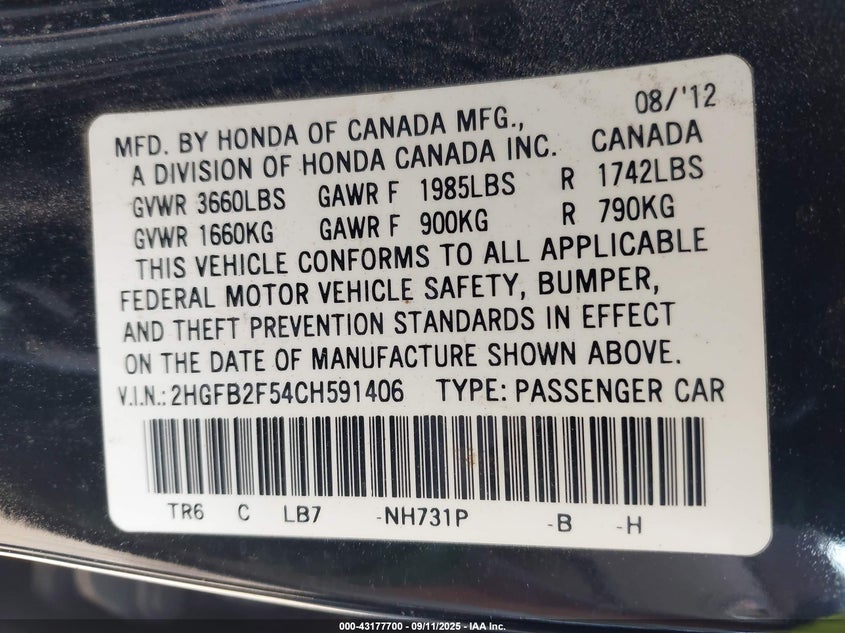 08/'12
MFD. BY HONDA OF CANADA MFG.,
A DIVISION OF HONDA CANADA INC. CANADA
GVWR 3660LBS GAWR F 1985LBS R 1742LBS
GVWR 1660KG GAWR F 900KG R 790KG
THIS VEHICLE CONFORMS TO ALL APPLICABLE
FEDERAL MOTOR VEHICLE SAFETY, BUMPER,
AND THEFT PREVENTION STANDARDS IN EFFECT
ON THE DATE OF MANUFACTURE SHOWN ABOVE.
V.I.N.: 2HGFB2F54CH591406 TYPE: PASSENGER CAR
TR6 C LB7 -NH731P -B -H
000-43177700 - 09/11/2025 - IAA Inc.